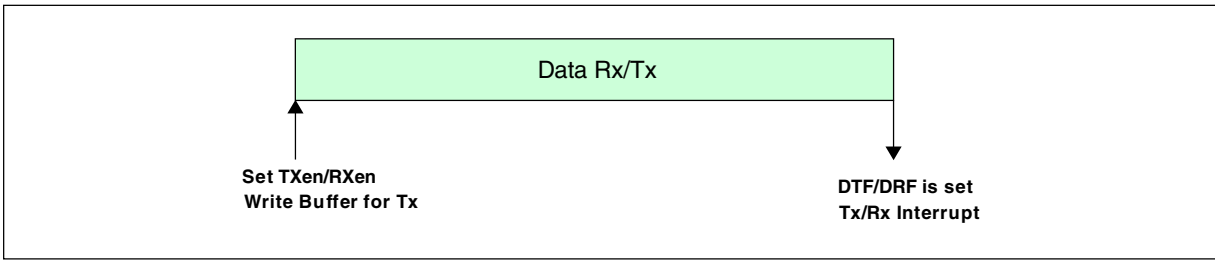 Data Rx/Tx
Set TXen/RXen
Write Buffer for Tx
DTF/DRF is set
Tx/Rx Interrupt